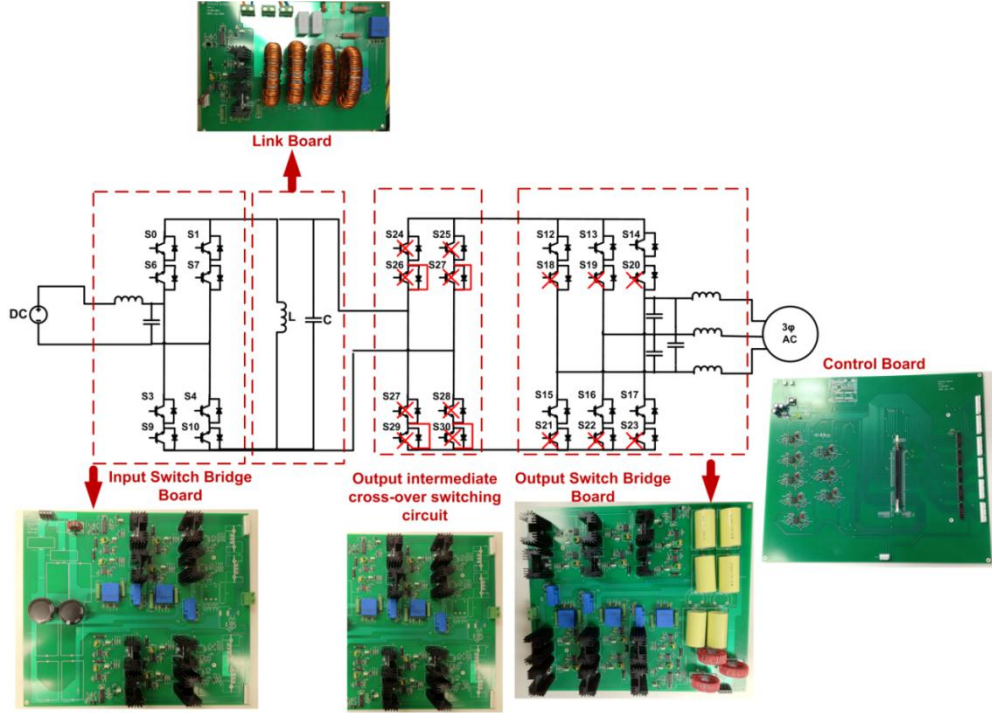 Link Board
S0
S1
S6
S7
DC
L
C
S3
S4
S9
S10
S24
S25
S26
S27
S27
S28
S29
S30
S12
S13
S14
S18
S19
S20
S15
S16
S17
S21
S22
S23
3φ
AC
Control Board
Input Switch Bridge
Board
Output intermediate
cross-over switching
circuit
Output Switch Bridge
Board